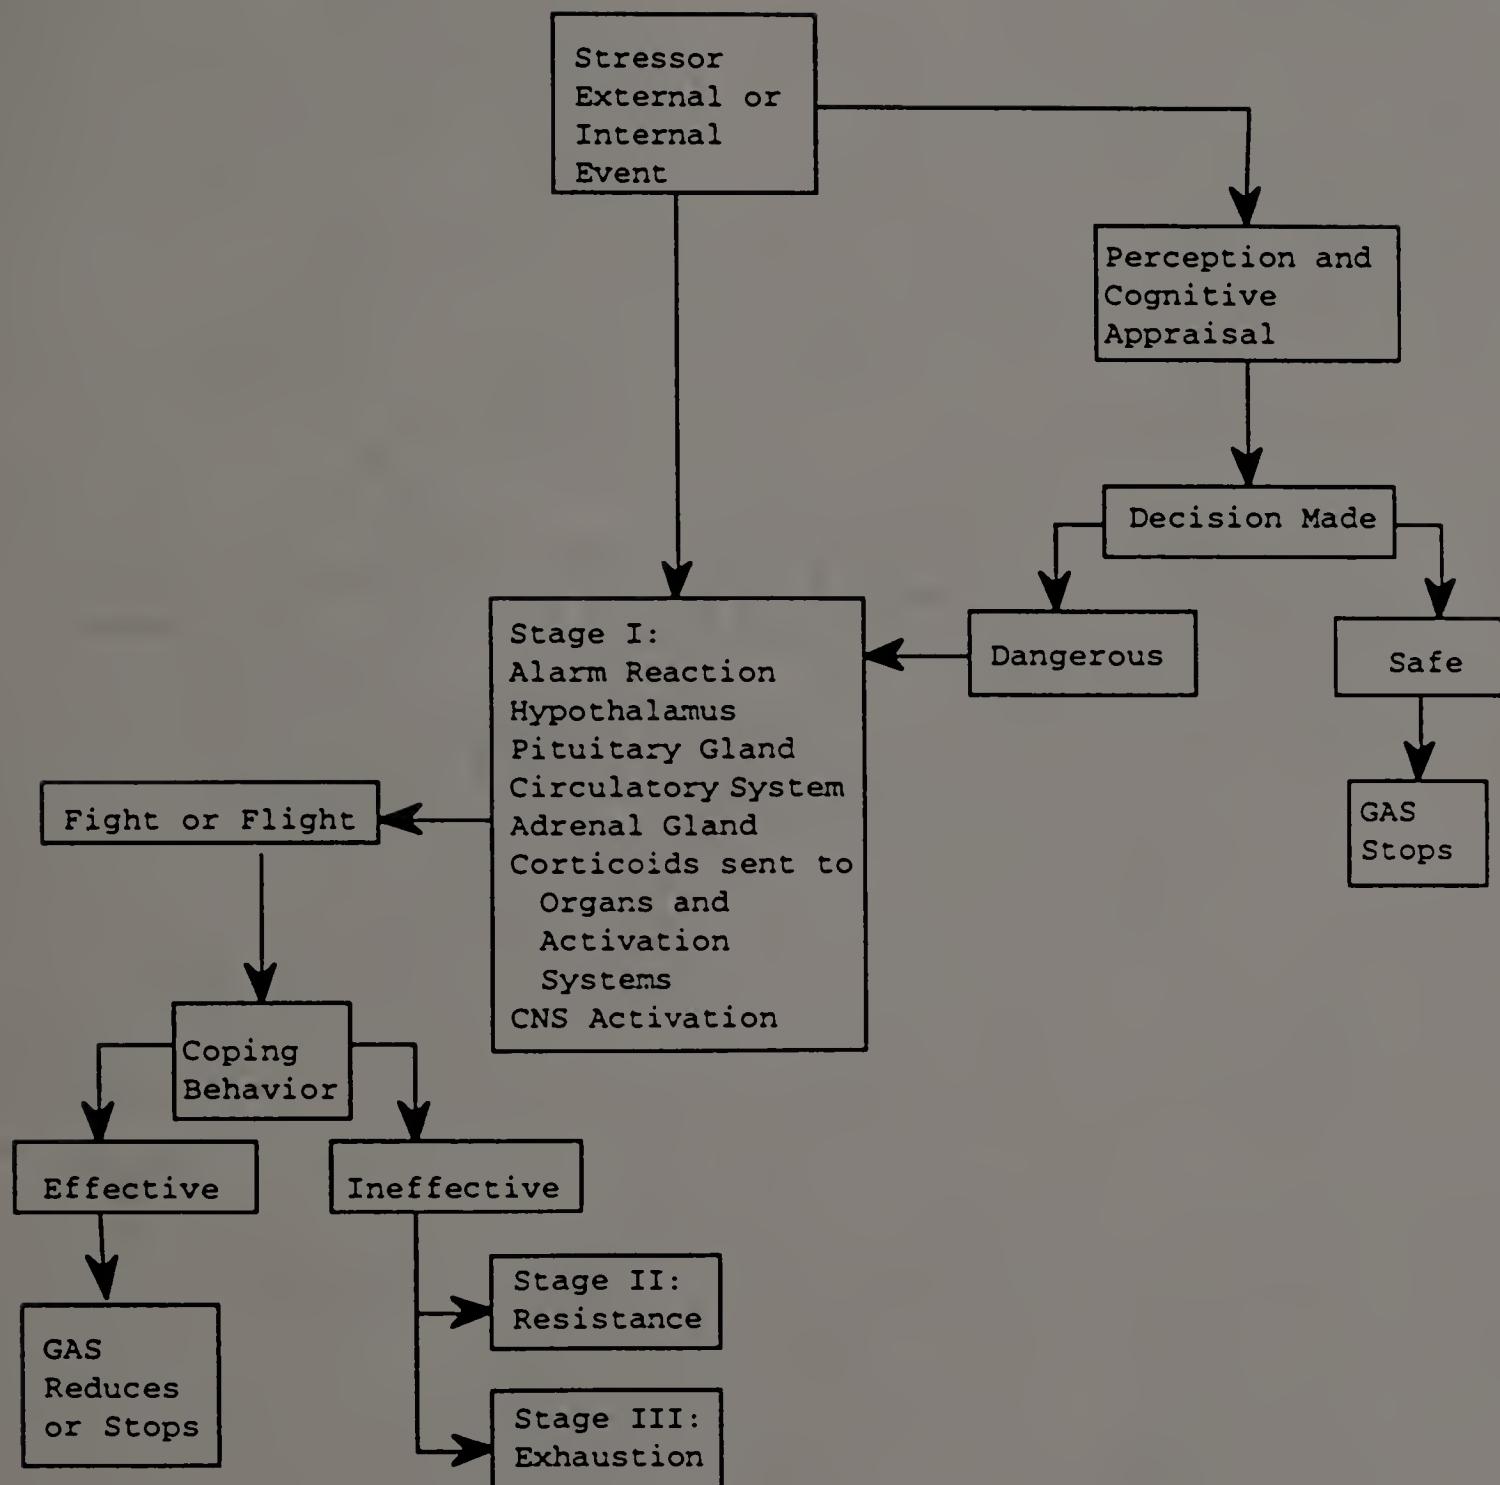 Stressor
External or
Internal
Event
Perception and
Cognitive
Appraisal
Decision Made
Dangerous
Safe
GAS
Stops
Stage I:
Alarm Reaction
Hypothalamus
Pituitary Gland
Circulatory System
Adrenal Gland
Corticoids sent to
Organs and
Activation
Systems
CNS Activation
Fight or Flight
Coping
Behavior
Effective
Ineffective
GAS
Reduces
or Stops
Stage II:
Resistance
Stage III:
Exhaustion